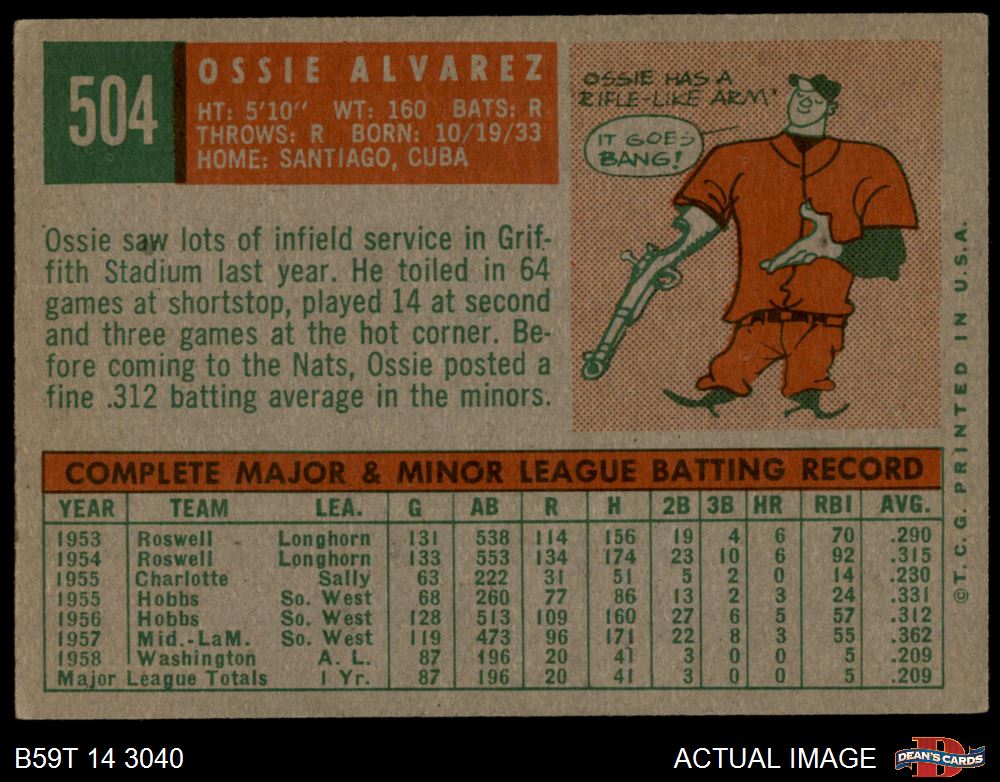 504
OSSIE ALVAREZ
HT: 5'10" WT: 160 BATS: R
THROWS: R BORN: 10/19/33
HOME: SANTIAGO, CUBA
OSSIE HAS A
RIFLE-LIKE ARM!
IT GOES
BANG!
Ossie saw lots of infield service in Grif-
fith Stadium last year. He toiled in 64
games at shortstop, played 14 at second
and three games at the hot corner. Be-
fore coming to the Nats, Ossie posted a
fine .312 batting average in the minors.
©T. C. G. PRINTED IN U.S.A.
COMPLETE MAJOR & MINOR LEAGUE BATTING RECORD
YEAR TEAM LEA. G AB R H 2B 3B HR RBI AVG.
1953 Roswell Longhorn 131 538 114 156 19 4 6 70 .290
1954 Roswell Longhorn 133 553 134 174 23 10 6 92 .315
1955 Charlotte Sally 63 222 31 51 5 2 0 14 .230
1955 Hobbs So. West 68 260 77 86 13 2 3 24 .331
1956 Hobbs So. West 128 513 109 160 27 6 5 57 .312
1957 Mid.-LaM. So. West 119 473 96 171 22 8 3 55 .362
1958 Washington A. L. 87 196 20 41 3 0 0 5 .209
Major League Totals 1 Yr. 87 196 20 41 3 0 0 5 .209
B59T 14 3040
ACTUAL IMAGE
DEAN'S CARDS